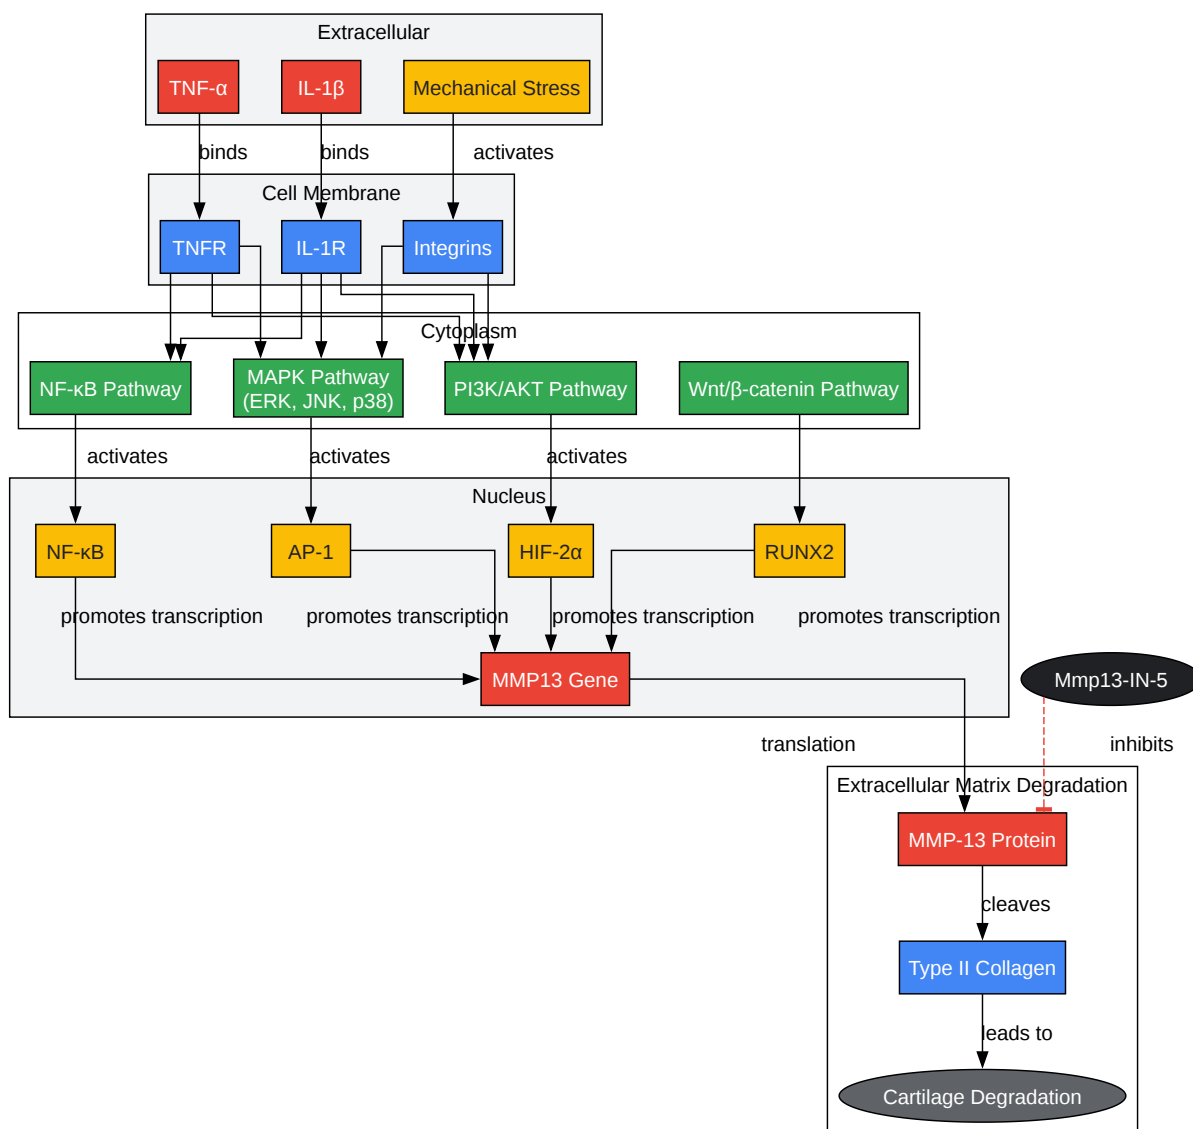 Extracellular
TNF-α
IL-1β
Mechanical Stress
binds
binds
activates
Cell Membrane
TNFR
IL-1R
Integrins
Cytoplasm
NF-κB Pathway
MAPK Pathway
(ERK, JNK, p38)
PI3K/AKT Pathway
Wnt/β-catenin Pathway
activates
activates
activates
Nucleus
NF-κB
AP-1
HIF-2α
RUNX2
promotes transcription
promotes transcription
promotes transcription
promotes transcription
MMP13 Gene
Mmp13-IN-5
translation
inhibits
Extracellular Matrix Degradation
MMP-13 Protein
cleaves
Type II Collagen
leads to
Cartilage Degradation